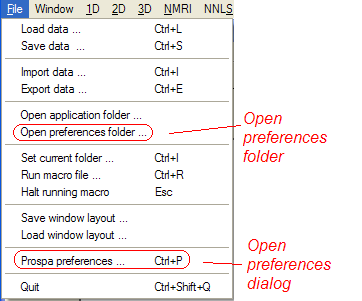 File Window 1D 2D 3D NMRI NNLS
Load data ... Ctrl+L
Save data ... Ctrl+S
Import data ... Ctrl+I
Export data ... Ctrl+E
Open application folder ...
Open preferences folder ...
Open
preferences
folder
Set current folder ... Ctrl+I
Run macro file ... Ctrl+R
Halt running macro Esc
Save window layout ...
Load window layout ...
Prospa preferences ... Ctrl+P
Open
preferences
dialog
Quit Ctrl+Shift+Q